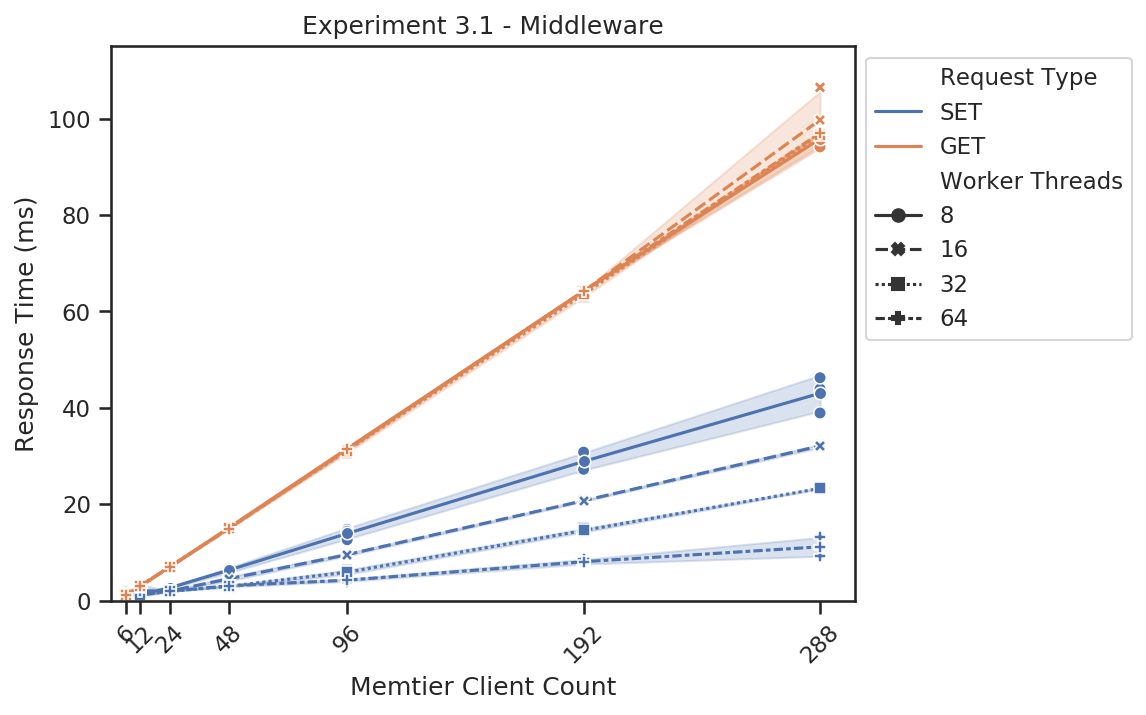 Experiment 3.1 - Middleware
Response Time (ms)
100
80
60
40
20
0
6
12
24
48
96
192
288
Memtier Client Count
Request Type
SET
GET
Worker Threads
8
16
32
64